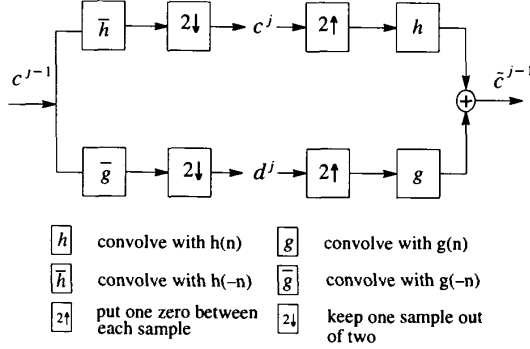 h̅ 2↓ c^j 2↑ h
c^{j-1} c̃^{j-1}
+
g̅ 2↓ d^j 2↑ g
h convolve with h(n) g convolve with g(n)
h̅ convolve with h(−n) g̅ convolve with g(−n)
2↑ put one zero between each sample 2↓ keep one sample out of two